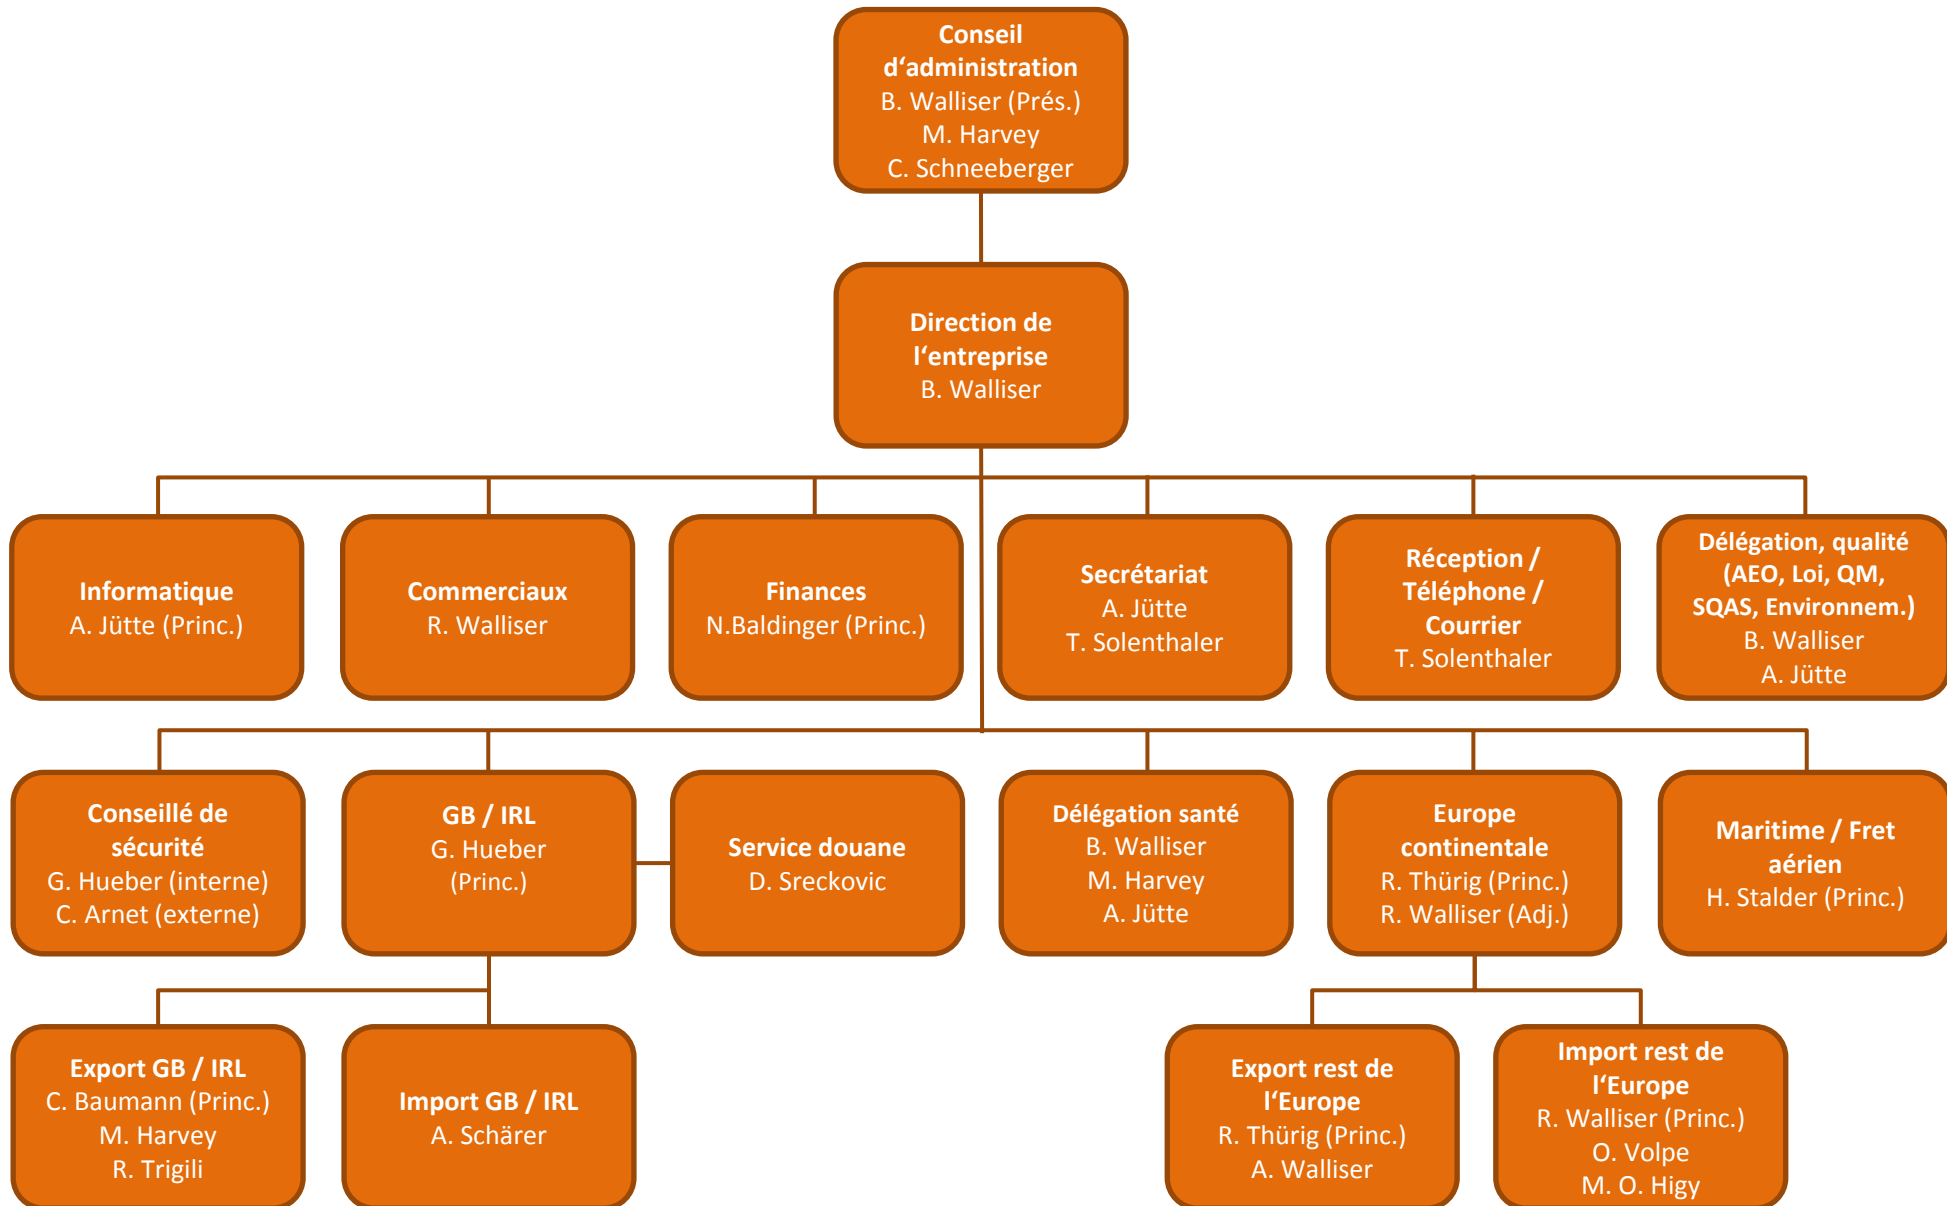 Conseil
d‘administration
B. Walliser (Prés.)
M. Harvey
C. Schneeberger
Direction de
l‘entreprise
B. Walliser
Informatique
A. Jütte (Princ.)
Commerciaux
R. Walliser
Finances
N.Baldinger (Princ.)
Secrétariat
A. Jütte
T. Solenthaler
Réception /
Téléphone /
Courrier
T. Solenthaler
Délégation, qualité
(AEO, Loi, QM,
SQAS, Environnem.)
B. Walliser
A. Jütte
Conseillé de
sécurité
G. Hueber (interne)
C. Arnet (externe)
GB / IRL
G. Hueber
(Princ.)
Service douane
D. Sreckovic
Délégation santé
B. Walliser
M. Harvey
A. Jütte
Europe
continentale
R. Thürig (Princ.)
R. Walliser (Adj.)
Maritime / Fret
aérien
H. Stalder (Princ.)
Export GB / IRL
C. Baumann (Princ.)
M. Harvey
R. Trigili
Import GB / IRL
A. Schärer
Export rest de
l‘Europe
R. Thürig (Princ.)
A. Walliser
Import rest de
l‘Europe
R. Walliser (Princ.)
O. Volpe
M. O. Higy